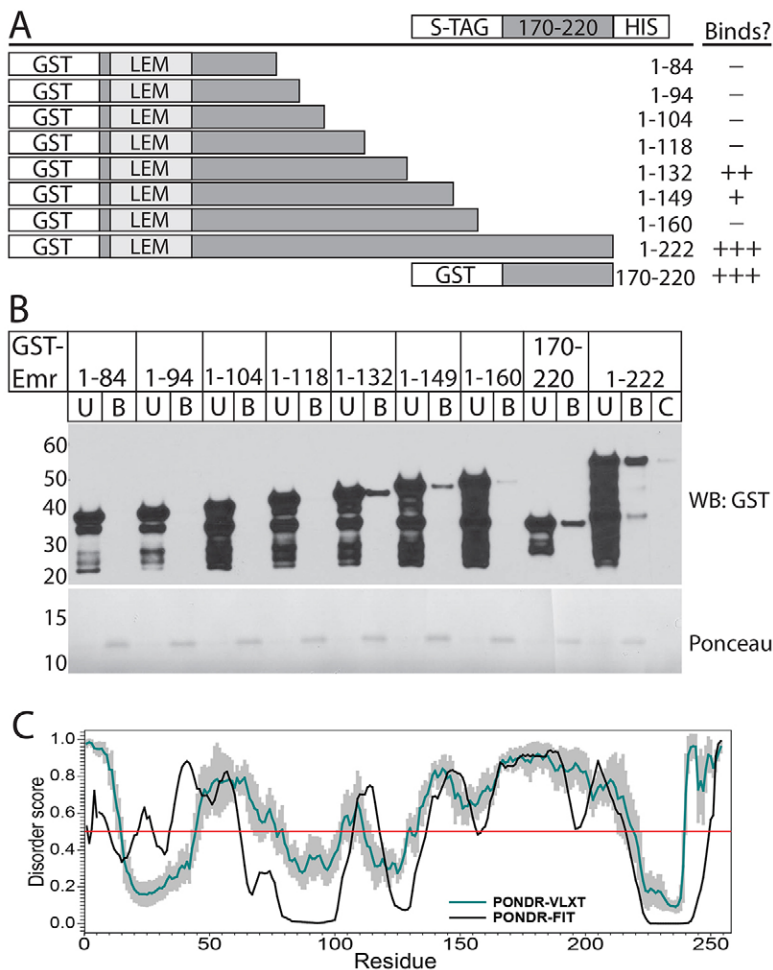 A
S-TAG 170-220 HIS Binds?
GST LEM 1-84 –
GST LEM 1-94 –
GST LEM 1-104 –
GST LEM 1-118 –
GST LEM 1-132 ++
GST LEM 1-149 +
GST LEM 1-160 –
GST LEM 1-222 +++
GST 170-220 +++
B
GST-Emr 1-84 1-94 1-104 1-118 1-132 1-149 1-160 170-220 1-222
U B U B U B U B U B U B U B U B U B C
60
50
40
30
20
WB: GST
15
10
Ponceau
C
Disorder score
1.0
0.8
0.6
0.4
0.2
0.0
PONDR-VLXT
PONDR-FIT
0 50 100 150 200 250
Residue